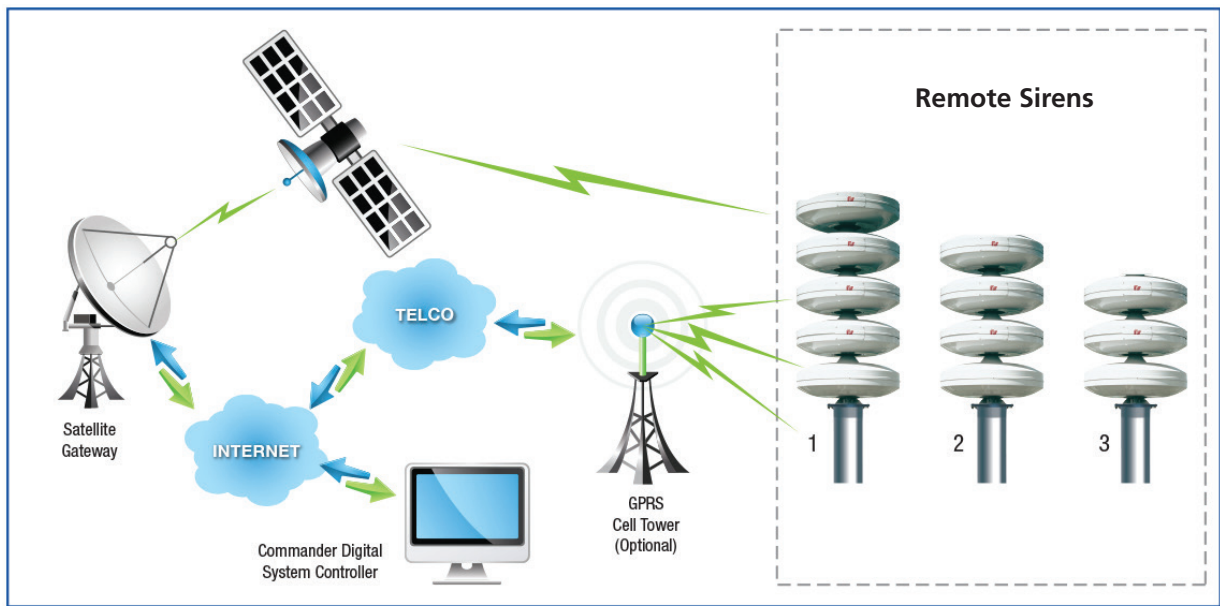 Remote Sirens
TELCO
INTERNET
Satellite
Gateway
Commander Digital
System Controller
GPRS
Cell Tower
(Optional)
1
2
3